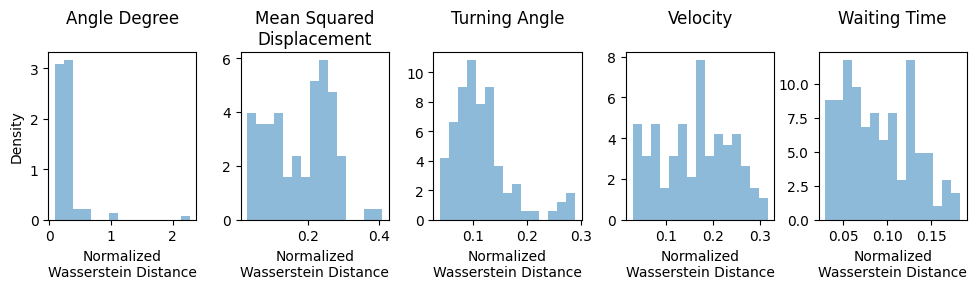 Angle Degree
Mean Squared
Displacement
Turning Angle
Velocity
Waiting Time
Density
3
2
1
0
0
1
2
Normalized
Wasserstein Distance
6
4
2
0
0.2
0.4
Normalized
Wasserstein Distance
10
8
6
4
2
0
0.1
0.2
0.3
Normalized
Wasserstein Distance
8
6
4
2
0
0.1
0.2
0.3
Normalized
Wasserstein Distance
10.0
7.5
5.0
2.5
0.0
0.05
0.10
0.15
Normalized
Wasserstein Distance